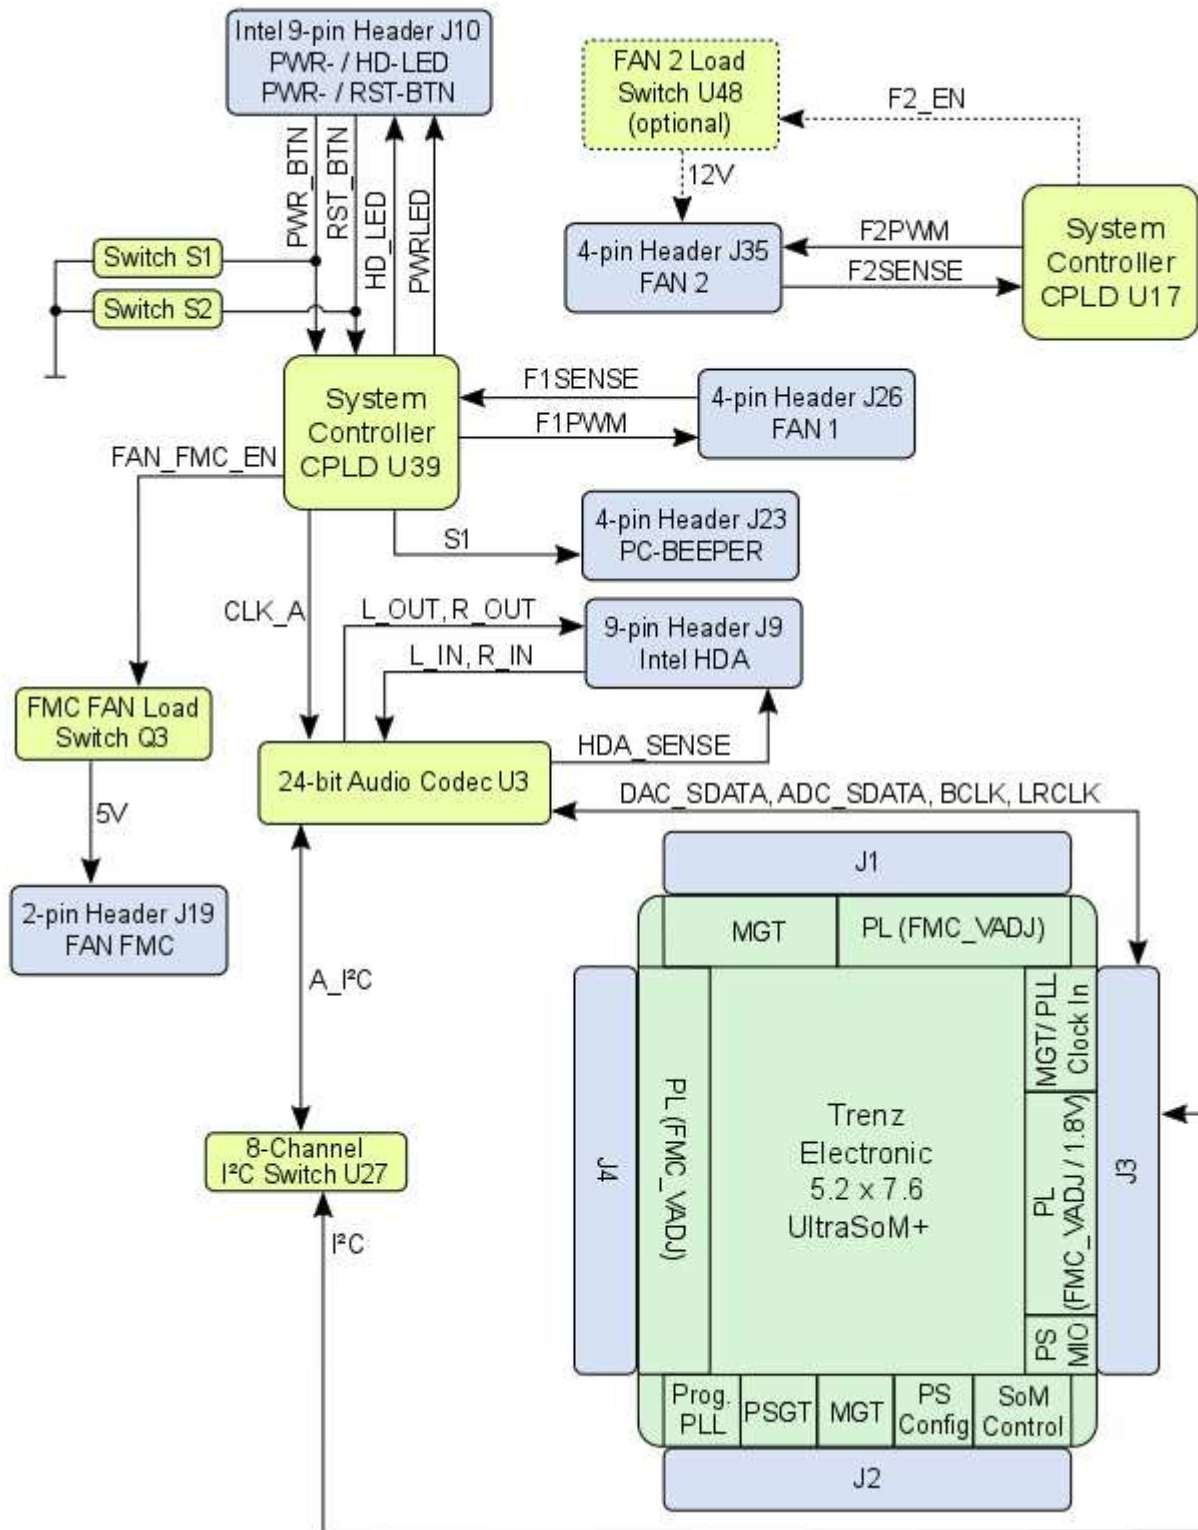 Intel 9-pin Header J10
PWR- / HD-LED
PWR- / RST-BTN
FAN 2 Load
Switch U48
(optional)
F2_EN
12V
PWR_BTN
RST_BTN
HD_LED
PWRLED
Switch S1
Switch S2
4-pin Header J35
FAN 2
F2PWM
F2SENSE
System
Controller
CPLD U17
System
Controller
CPLD U39
F1SENSE
F1PWM
4-pin Header J26
FAN 1
FAN_FMC_EN
S1
4-pin Header J23
PC-BEEPER
CLK_A
L_OUT, R_OUT
L_IN, R_IN
9-pin Header J9
Intel HDA
FMC FAN Load
Switch Q3
HDA_SENSE
24-bit Audio Codec U3
DAC_SDATA, ADC_SDATA, BCLK, LRCLK
5V
2-pin Header J19
FAN FMC
J1
MGT
PL (FMC_VADJ)
A_I²C
MGT/ PLL
Clock In
PL (FMC_VADJ)
Trenz
Electronic
5.2 x 7.6
UltraSoM+
PL
(FMC_VADJ / 1.8V)
J4
J3
8-Channel
I²C Switch U27
I²C
PS
MIO
Prog.
PLL
PSGT
MGT
PS
Config
SoM
Control
J2